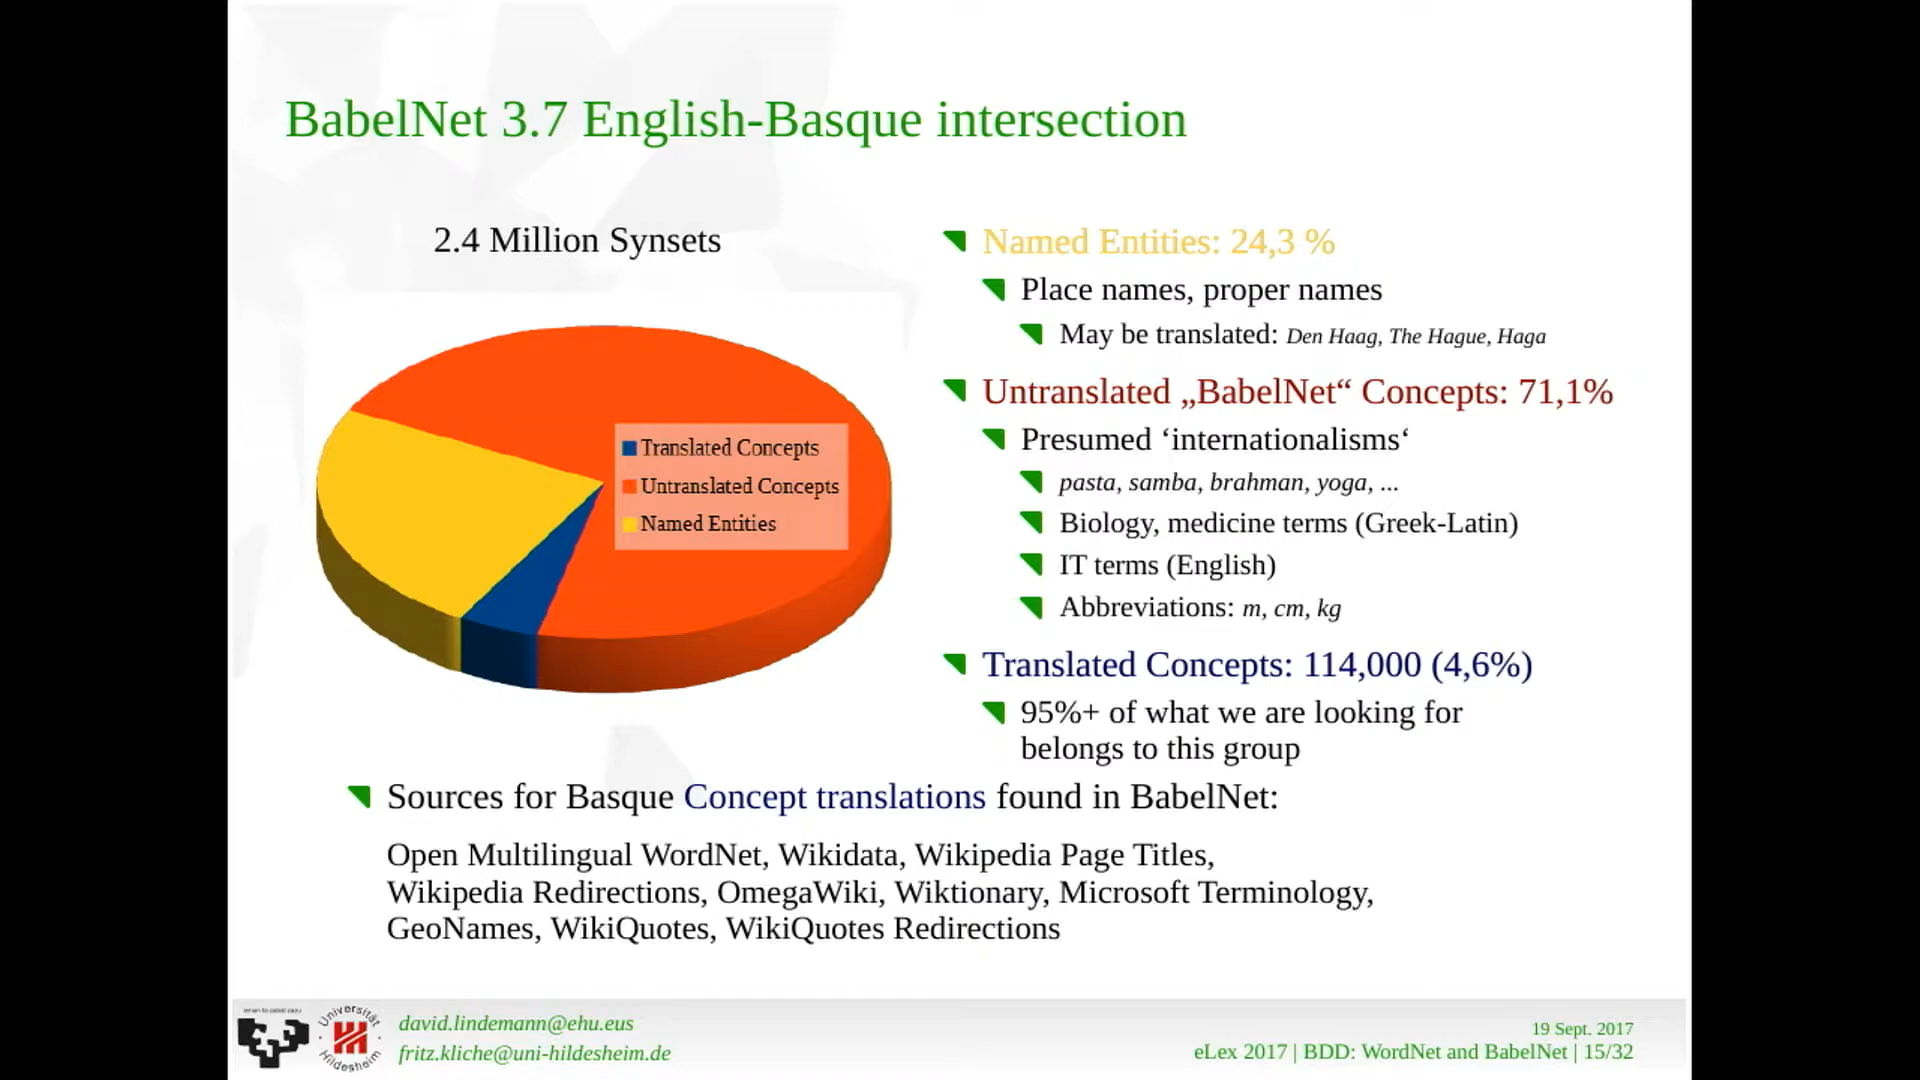 BabelNet 3.7 English-Basque intersection
2.4 Million Synsets
Translated Concepts
Untranslated Concepts
Named Entities
Named Entities: 24,3 %
Place names, proper names
May be translated: Den Haag, The Hague, Haga
Untranslated „BabelNet“ Concepts: 71,1%
Presumed ‘internationalisms‘
pasta, samba, brahman, yoga, ...
Biology, medicine terms (Greek-Latin)
IT terms (English)
Abbreviations: m, cm, kg
Translated Concepts: 114,000 (4,6%)
95%+ of what we are looking for
belongs to this group
Sources for Basque Concept translations found in BabelNet:
Open Multilingual WordNet, Wikidata, Wikipedia Page Titles,
Wikipedia Redirections, OmegaWiki, Wiktionary, Microsoft Terminology,
GeoNames, WikiQuotes, WikiQuotes Redirections
Universität
Hildesheim
david.lindemann@ehu.eus
fritz.kliche@uni-hildesheim.de
19 Sept. 2017
eLex 2017 | BDD: WordNet and BabelNet | 15/32